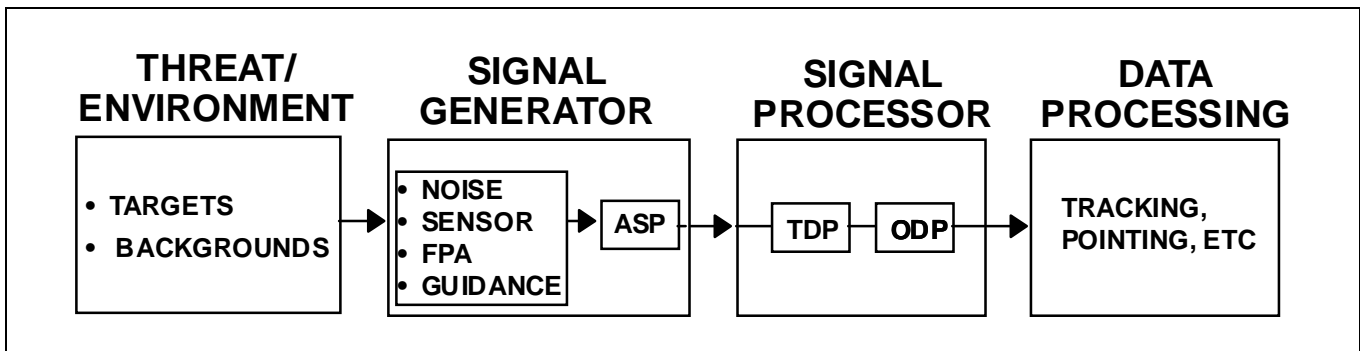 THREAT/
ENVIRONMENT
• TARGETS
• BACKGROUNDS
SIGNAL
GENERATOR
• NOISE
• SENSOR
• FPA
• GUIDANCE
ASP
SIGNAL
PROCESSOR
TDP
ODP
DATA
PROCESSING
TRACKING,
POINTING, ETC